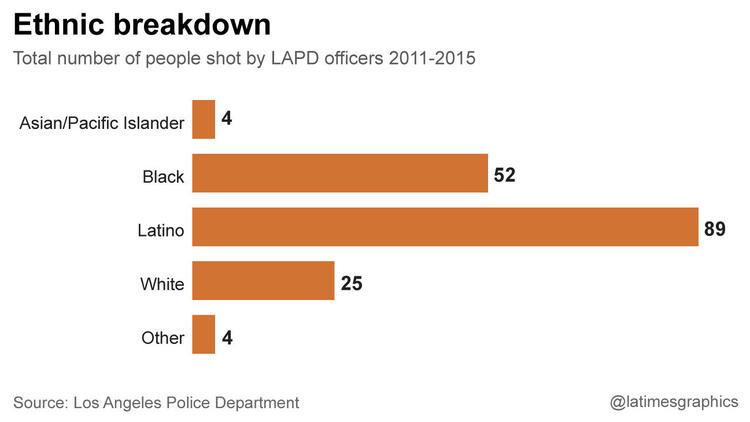 Ethnic breakdown
Total number of people shot by LAPD officers 2011-2015
Asian/Pacific Islander 4
Black 52
Latino 89
White 25
Other 4
Source: Los Angeles Police Department @latimesgraphics